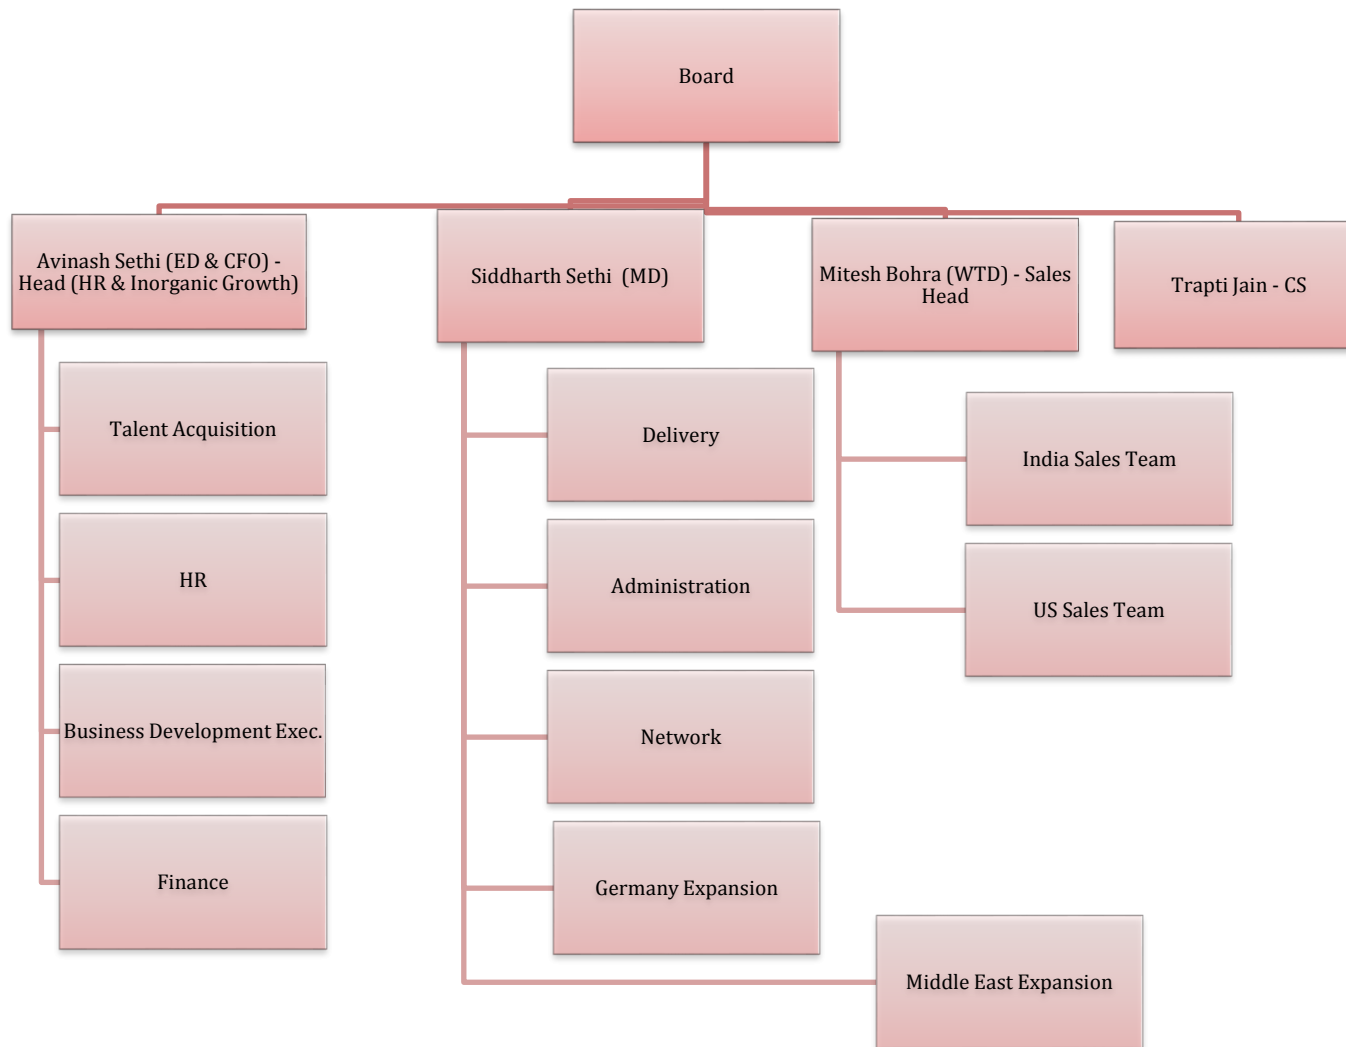 Board
Avinash Sethi (ED & CFO) -
Head (HR & Inorganic Growth)
Siddharth Sethi  (MD)
Mitesh Bohra (WTD) - Sales
Head
Trapti Jain - CS
Talent Acquisition
HR
Business Development Exec.
Finance
Delivery
Administration
Network
Germany Expansion
Middle East Expansion
India Sales Team
US Sales Team